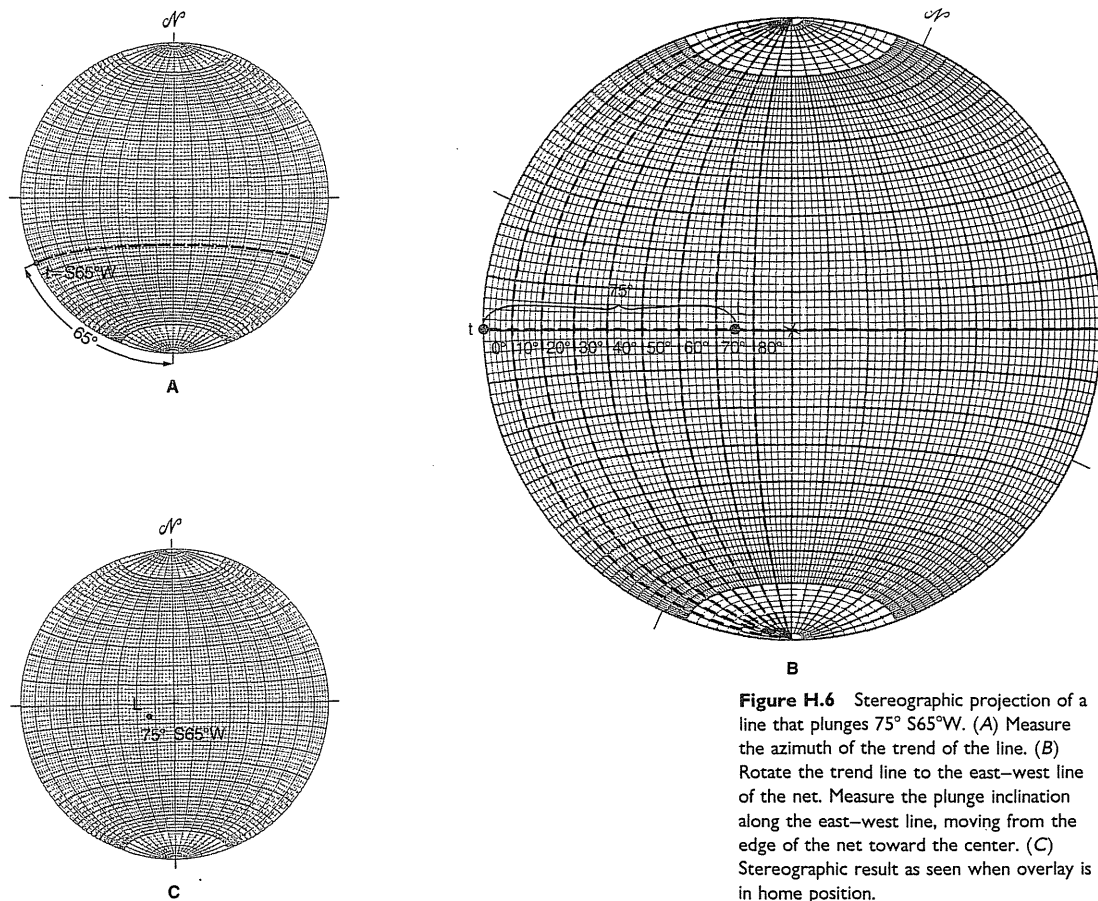 N
t– S65°W
65°
A
N
75°
t
0° 10° 20° 30° 40° 50° 60° 70° 80°
B
N
L
75° S65°W
C
Figure H.6 Stereographic projection of a
line that plunges 75° S65°W. (A) Measure
the azimuth of the trend of the line. (B)
Rotate the trend line to the east–west line
of the net. Measure the plunge inclination
along the east–west line, moving from the
edge of the net toward the center. (C)
Stereographic result as seen when overlay is
in home position.